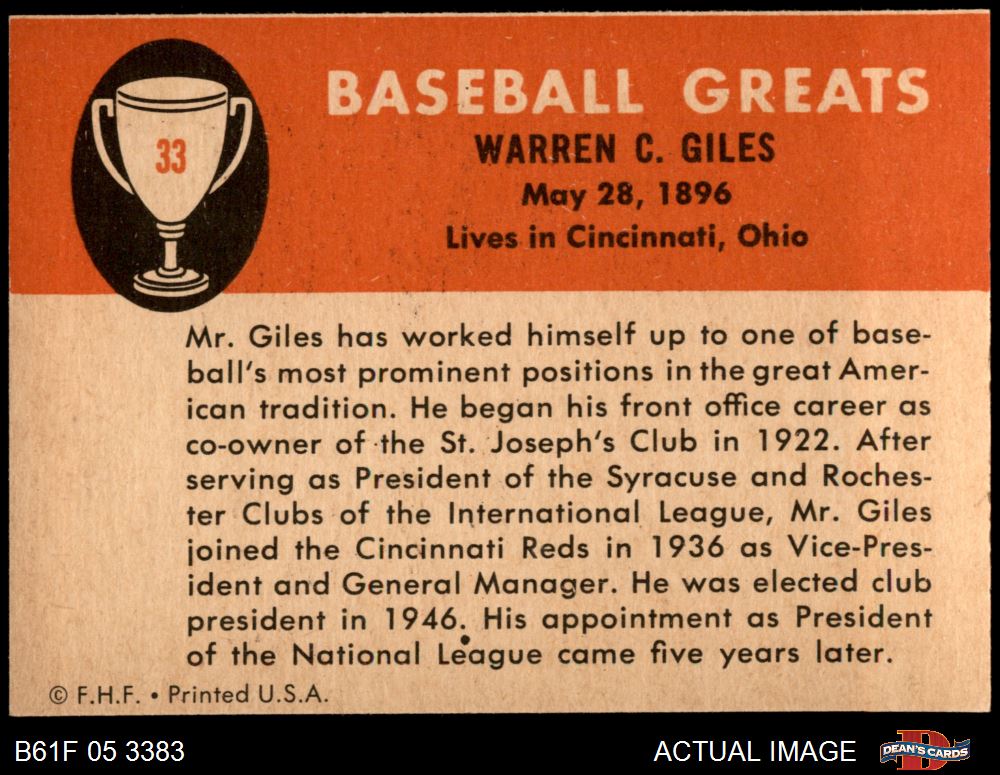 33
BASEBALL GREATS
WARREN C. GILES
May 28, 1896
Lives in Cincinnati, Ohio
Mr. Giles has worked himself up to one of base-
ball's most prominent positions in the great Amer-
ican tradition. He began his front office career as
co-owner of the St. Joseph's Club in 1922. After
serving as President of the Syracuse and Roches-
ter Clubs of the International League, Mr. Giles
joined the Cincinnati Reds in 1936 as Vice-Pres-
ident and General Manager. He was elected club
president in 1946. His appointment as President
of the National League came five years later.
© F.H.F. • Printed U.S.A.
B61F 05 3383
ACTUAL IMAGE
D
DEAN'S CARDS